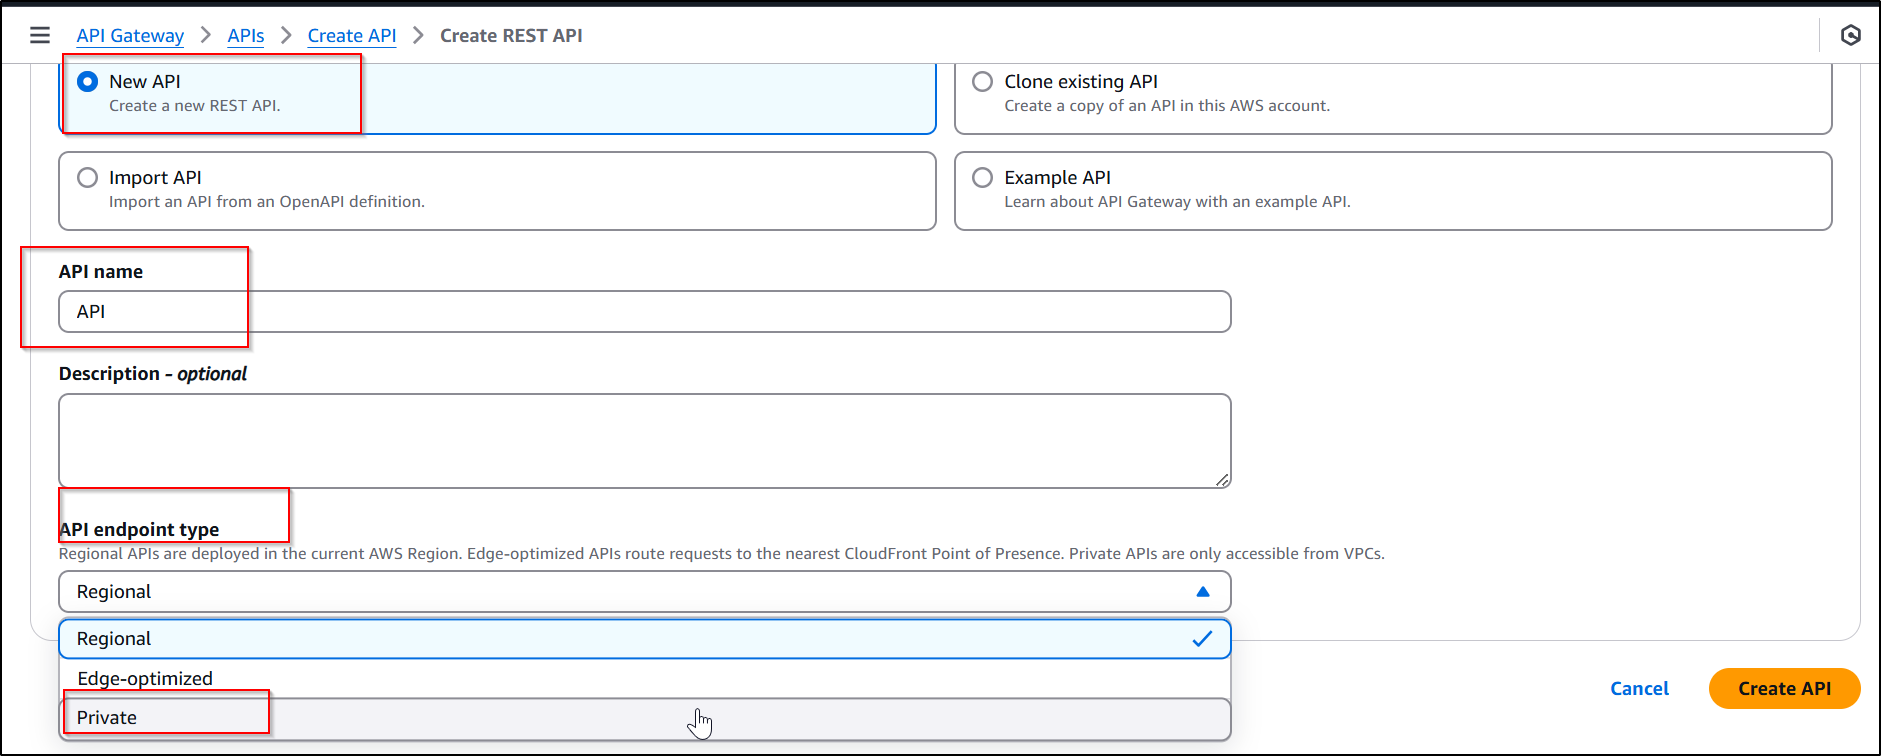 API Gateway > APIs > Create API > Create REST API
New API
Create a new REST API.
Clone existing API
Create a copy of an API in this AWS account.
Import API
Import an API from an OpenAPI definition.
Example API
Learn about API Gateway with an example API.
API name
API
Description - optional
API endpoint type
Regional APIs are deployed in the current AWS Region. Edge-optimized APIs route requests to the nearest CloudFront Point of Presence. Private APIs are only accessible from VPCs.
Regional
Regional
Edge-optimized
Private
Cancel
Create API